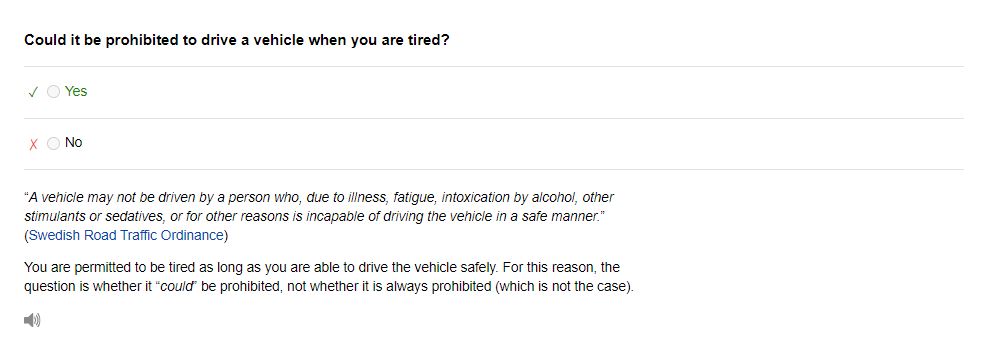 Could it be prohibited to drive a vehicle when you are tired?
✓ Yes
X No
“A vehicle may not be driven by a person who, due to illness, fatigue, intoxication by alcohol, other
stimulants or sedatives, or for other reasons is incapable of driving the vehicle in a safe manner.”
(Swedish Road Traffic Ordinance)
You are permitted to be tired as long as you are able to drive the vehicle safely. For this reason, the
question is whether it “could” be prohibited, not whether it is always prohibited (which is not the case).